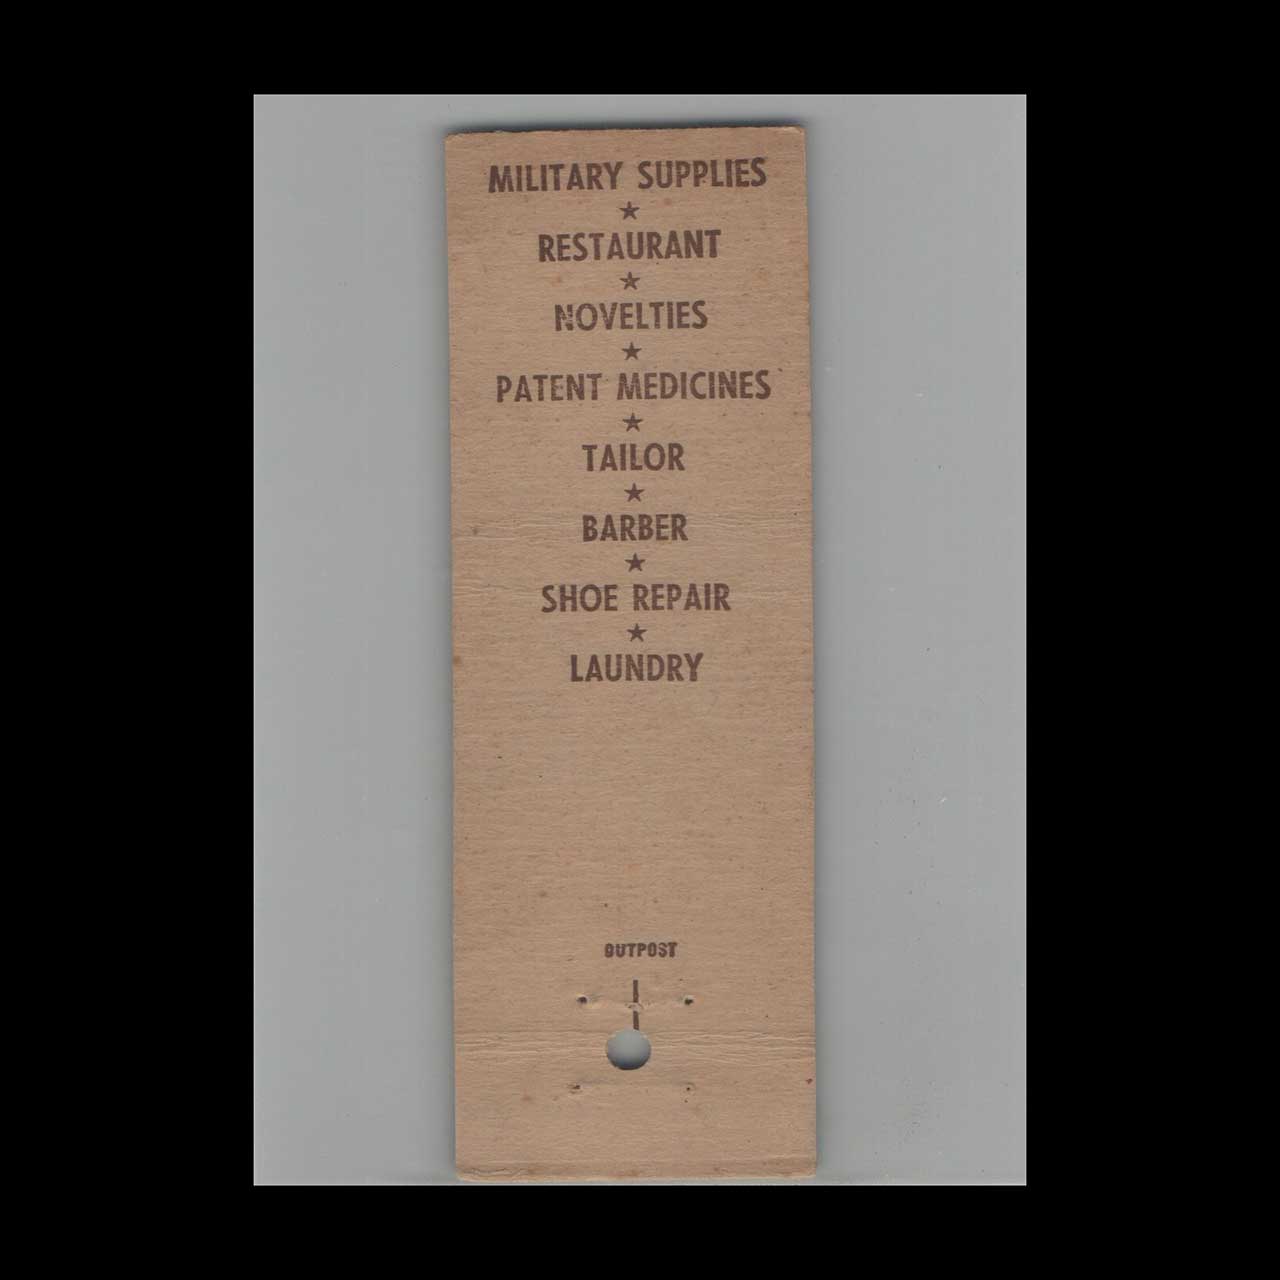 MILITARY SUPPLIES
★
RESTAURANT
★
NOVELTIES
★
PATENT MEDICINES
★
TAILOR
★
BARBER
★
SHOE REPAIR
★
LAUNDRY
OUTPOST